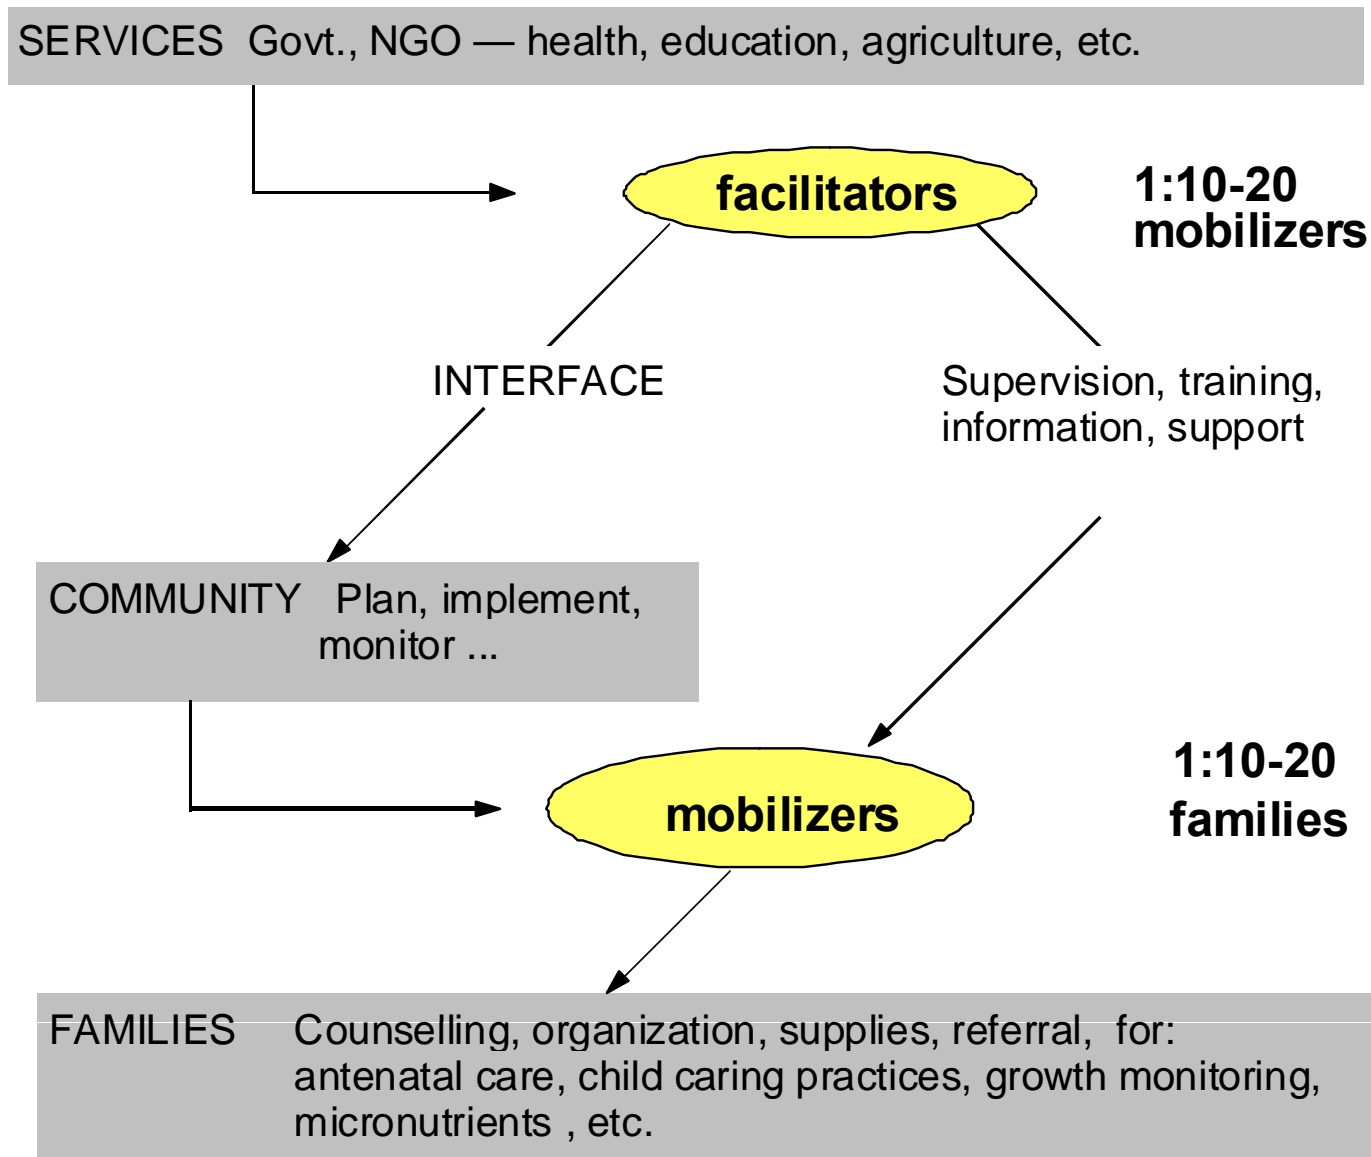 SERVICES Govt., NGO — health, education, agriculture, etc.
facilitators
1:10-20
mobilizers
INTERFACE
Supervision, training,
information, support
COMMUNITY Plan, implement,
monitor ...
mobilizers
1:10-20
families
FAMILIES Counselling, organization, supplies, referral, for:
antenatal care, child caring practices, growth monitoring,
micronutrients , etc.